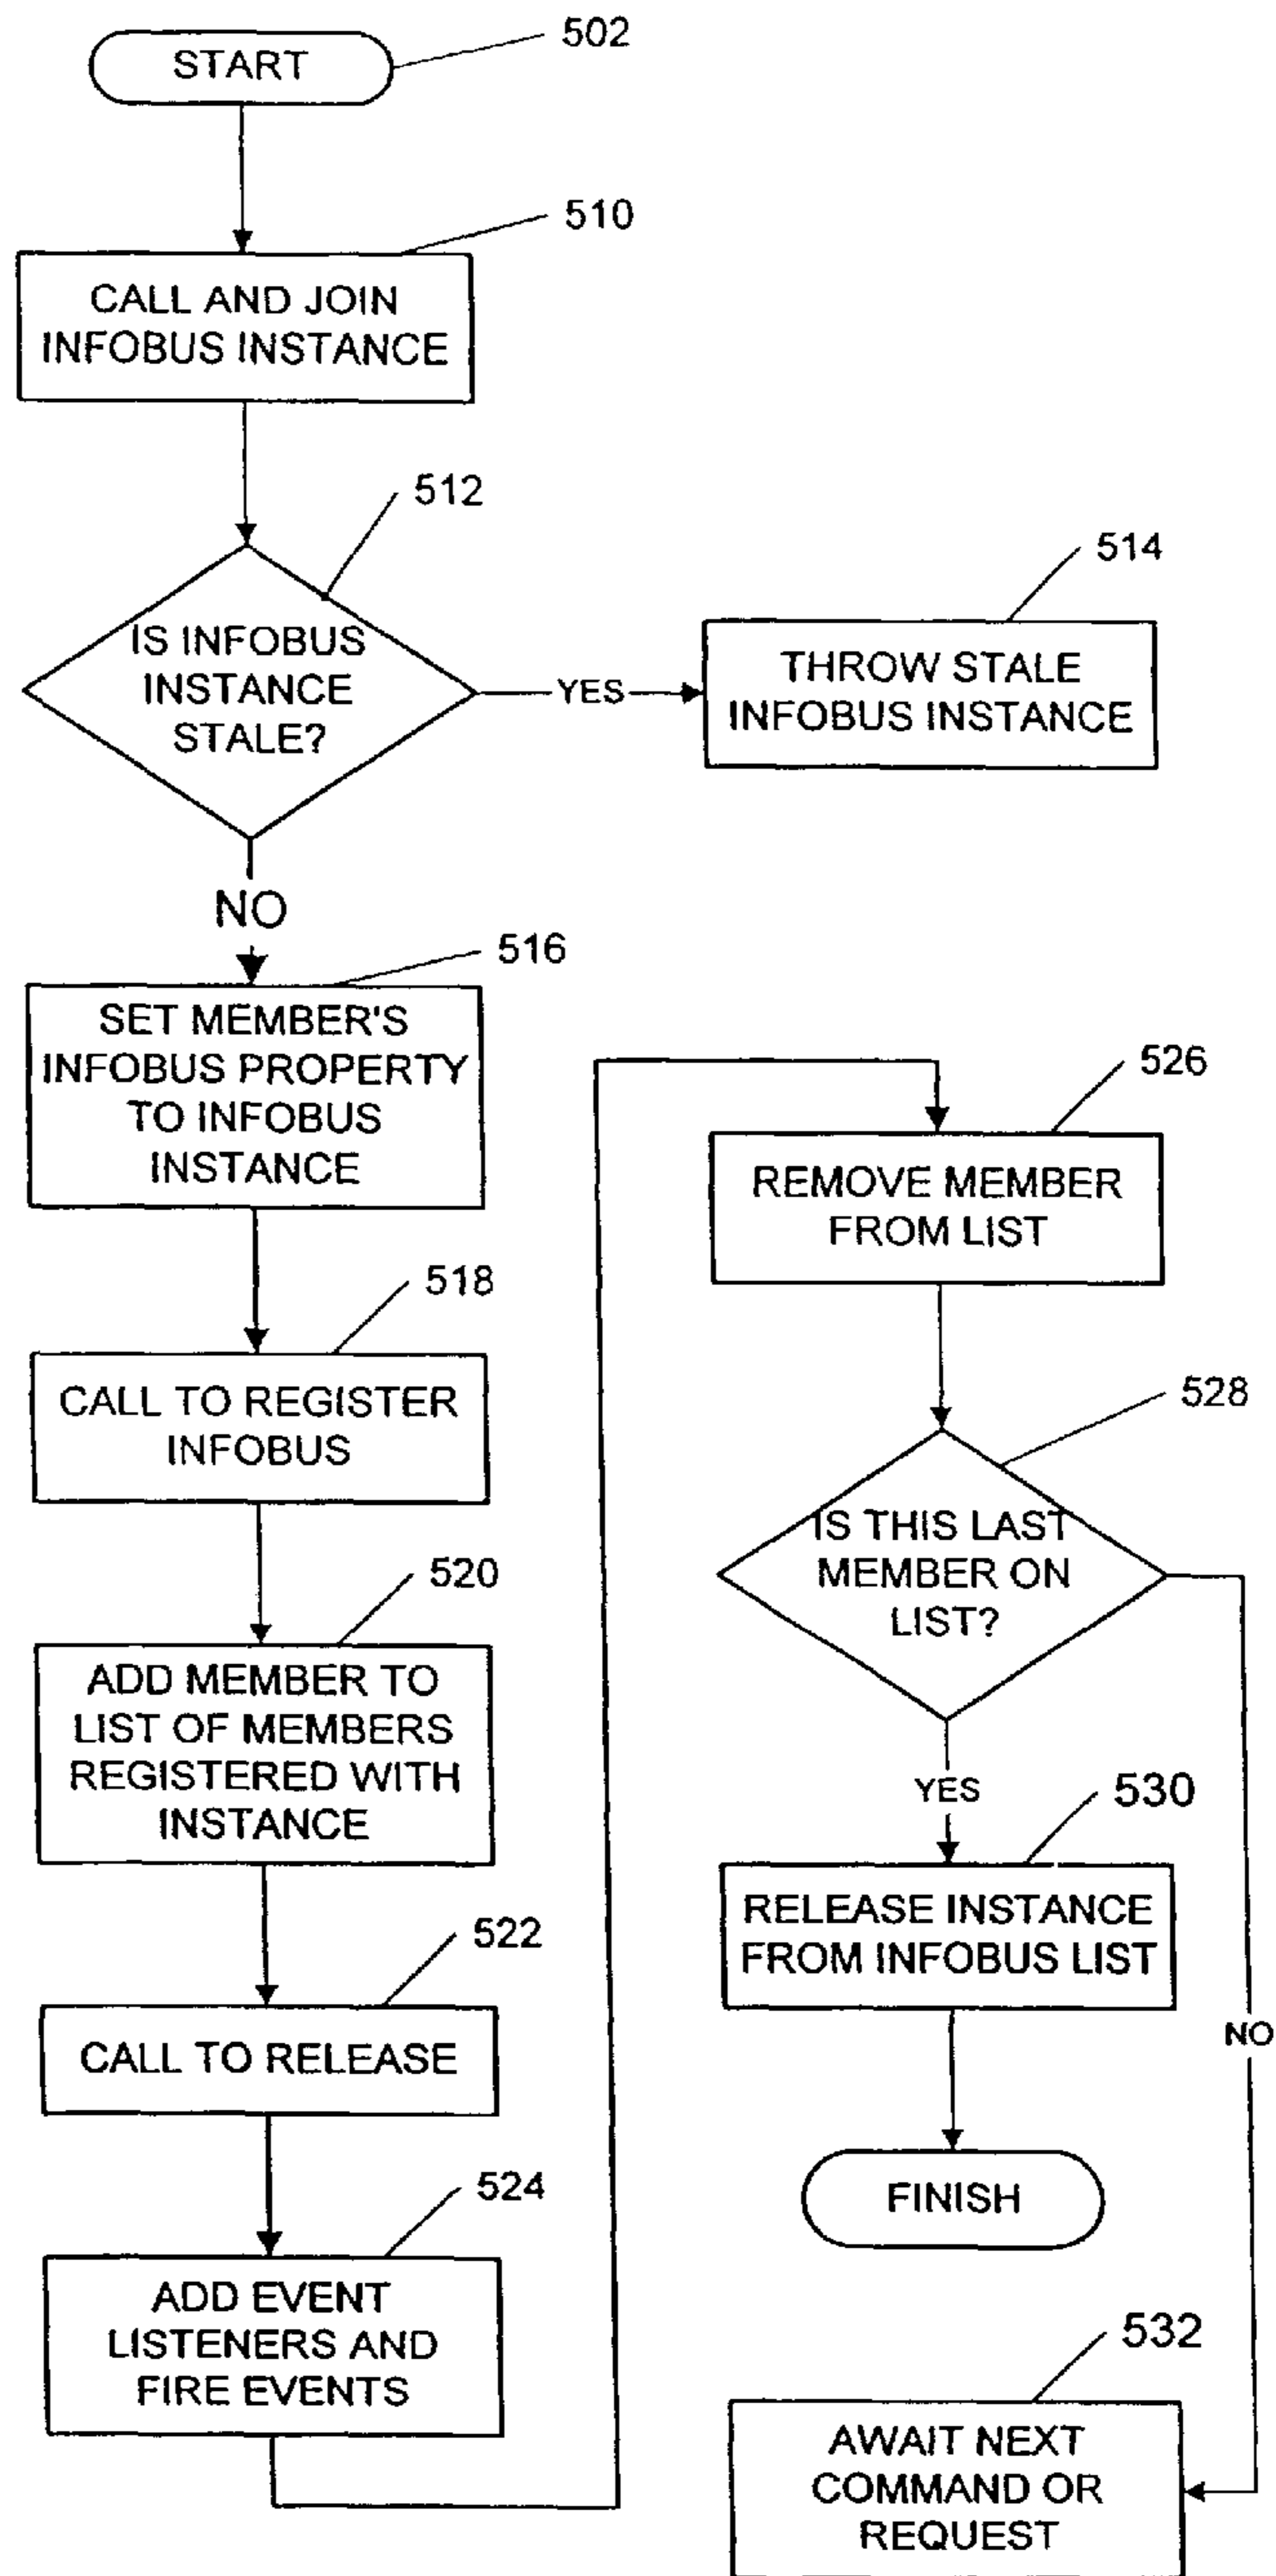 502
START
510
CALL AND JOIN
INFOBUS INSTANCE
512
IS INFOBUS
INSTANCE
STALE?
YES
514
THROW STALE
INFOBUS INSTANCE
NO
516
SET MEMBER'S
INFOBUS PROPERTY
TO INFOBUS
INSTANCE
518
CALL TO REGISTER
INFOBUS
520
ADD MEMBER TO
LIST OF MEMBERS
REGISTERED WITH
INSTANCE
522
CALL TO RELEASE
524
ADD EVENT
LISTENERS AND
FIRE EVENTS
526
REMOVE MEMBER
FROM LIST
528
IS THIS LAST
MEMBER ON
LIST?
YES
530
RELEASE INSTANCE
FROM INFOBUS LIST
NO
FINISH
532
AWAIT NEXT
COMMAND OR
REQUEST